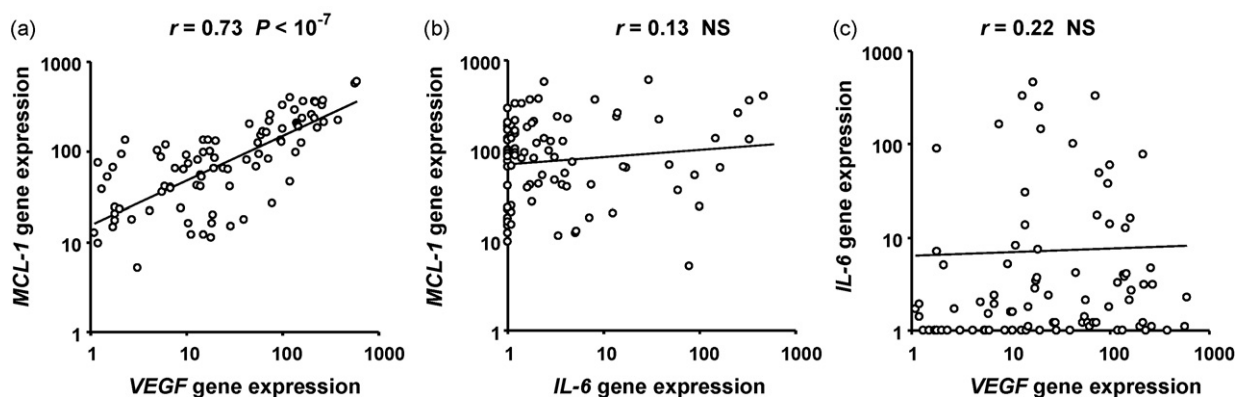 (a) r = 0.73 P < 10⁻⁷
1000
100
10
1
1 10 100 1000
MCL-1 gene expression
VEGF gene expression
(b) r = 0.13 NS
1000
100
10
1
1 10 100 1000
MCL-1 gene expression
IL-6 gene expression
(c) r = 0.22 NS
1000
100
10
1
1 10 100 1000
IL-6 gene expression
VEGF gene expression